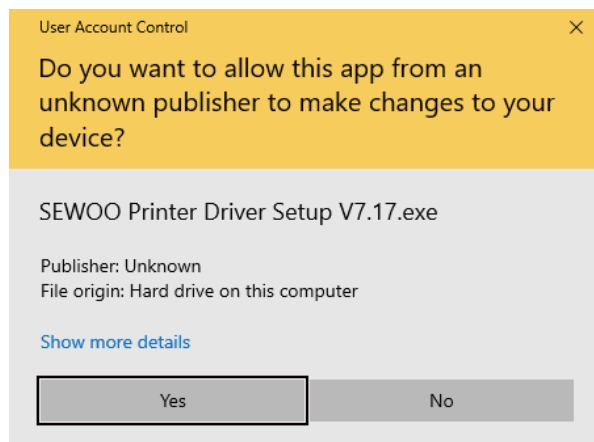 User Account Control
Do you want to allow this app from an
unknown publisher to make changes to your
device?
SEWOO Printer Driver Setup V7.17.exe
Publisher: Unknown
File origin: Hard drive on this computer
Show more details
Yes
No